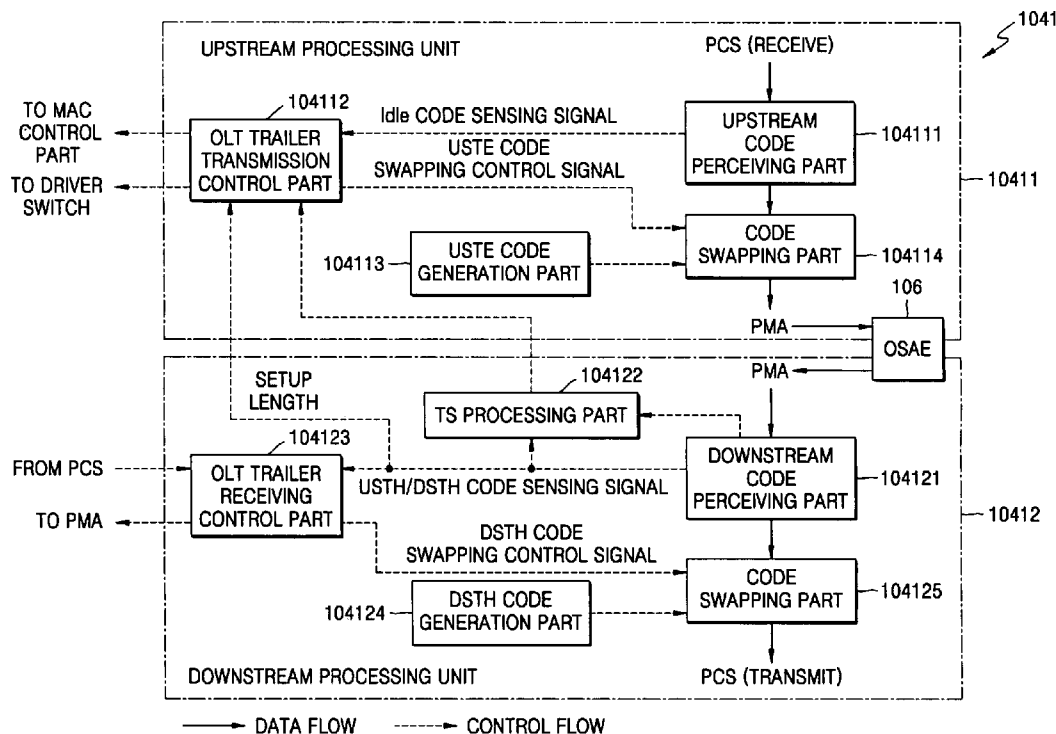 1041
UPSTREAM PROCESSING UNIT
PCS (RECEIVE)
TO MAC
CONTROL
PART
TO DRIVER
SWITCH
104112
OLT TRAILER
TRANSMISSION
CONTROL PART
Idle CODE SENSING SIGNAL
USTE CODE
SWAPPING CONTROL SIGNAL
UPSTREAM
CODE
PERCEIVING PART
104111
10411
104113
USTE CODE
GENERATION PART
CODE
SWAPPING PART
104114
PMA
106
OSAE
PMA
SETUP
LENGTH
104122
TS PROCESSING PART
104123
FROM PCS
TO PMA
OLT TRAILER
RECEIVING
CONTROL PART
USTH/DSTH CODE SENSING SIGNAL
DOWNSTREAM
CODE
PERCEIVING PART
104121
10412
DSTH CODE
SWAPPING CONTROL SIGNAL
104124
DSTH CODE
GENERATION PART
CODE
SWAPPING PART
104125
DOWNSTREAM PROCESSING UNIT
PCS (TRANSMIT)
DATA FLOW
CONTROL FLOW